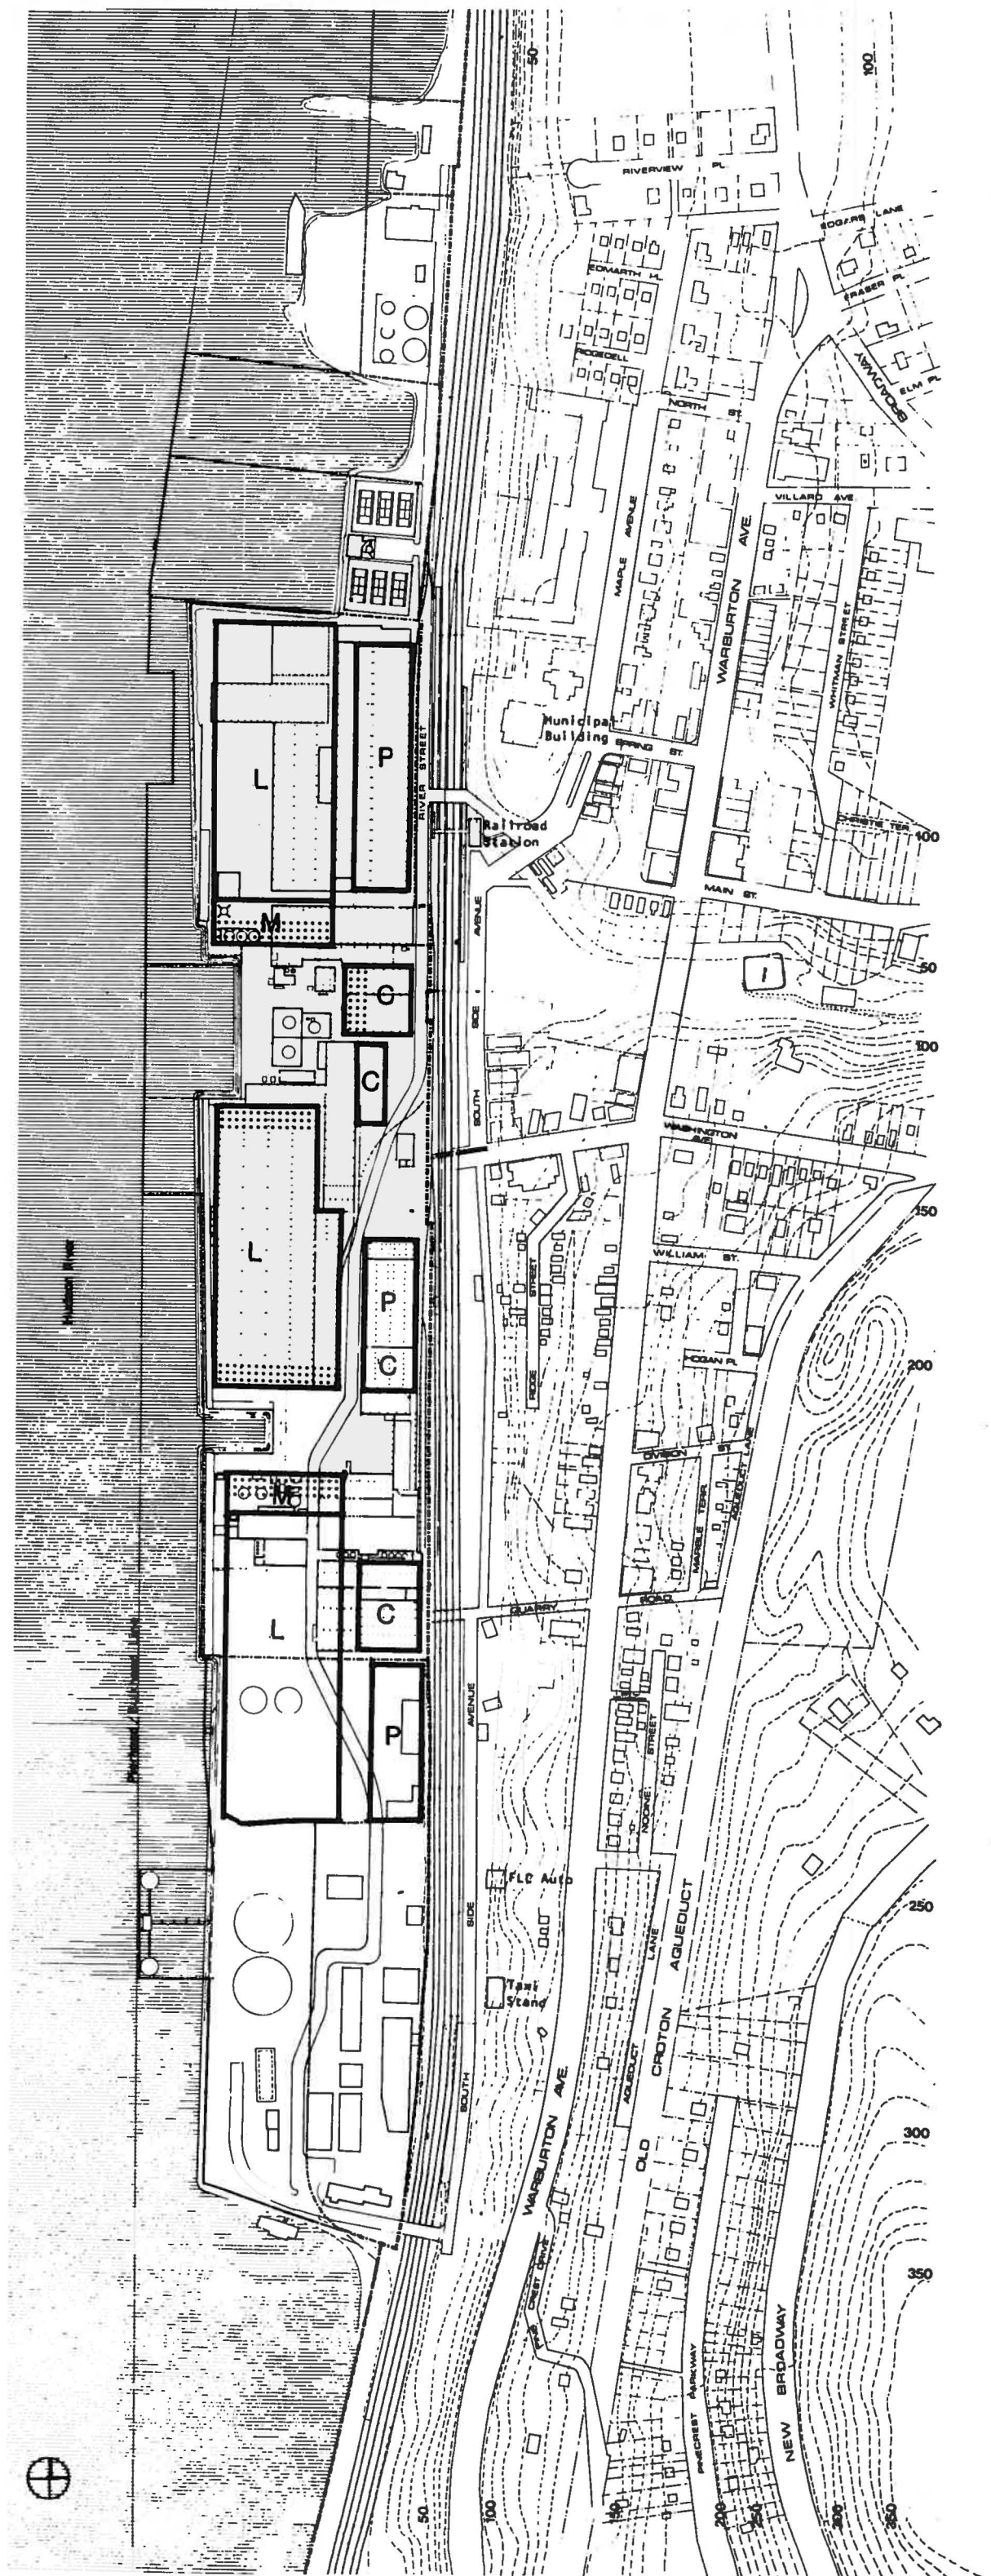 50
100
RIVERVIEW PL
EDGARS LANE
EDMARTH
FRASER PL
RIDGEDELL
BROADWAY
ELM PL
NORTH ST.
VILLARD AVE
MAPLE AVENUE
WARBURTON AVE.
WHITMAN STREET
Municipal
Building
SPRING ST.
L
P
RIVER STREET
Railroad
Station
CHRISTIE TER
100
MAIN ST.
M
SOUTH SIDE AVENUE
50
C
100
C
WASHINGTON
AVE.
150
L
WILLIAM ST.
Hudson River
P
RIDGE STREET
HOGAN PL
200
C
DIVISION ST.
M
MARBLE TERR
AQUEDUCT LANE
C
QUARRY ROAD
L
P
NODINE STREET
FLC Auto
250
SOUTH SIDE AVENUE
Taxi
Stand
AQUEDUCT LANE
OLD CROTON AQUEDUCT
WARBURTON AVE.
300
CREST DRIVE
350
PINECREST PARKWAY
NEW BROADWAY
50
100
200
250
300
350